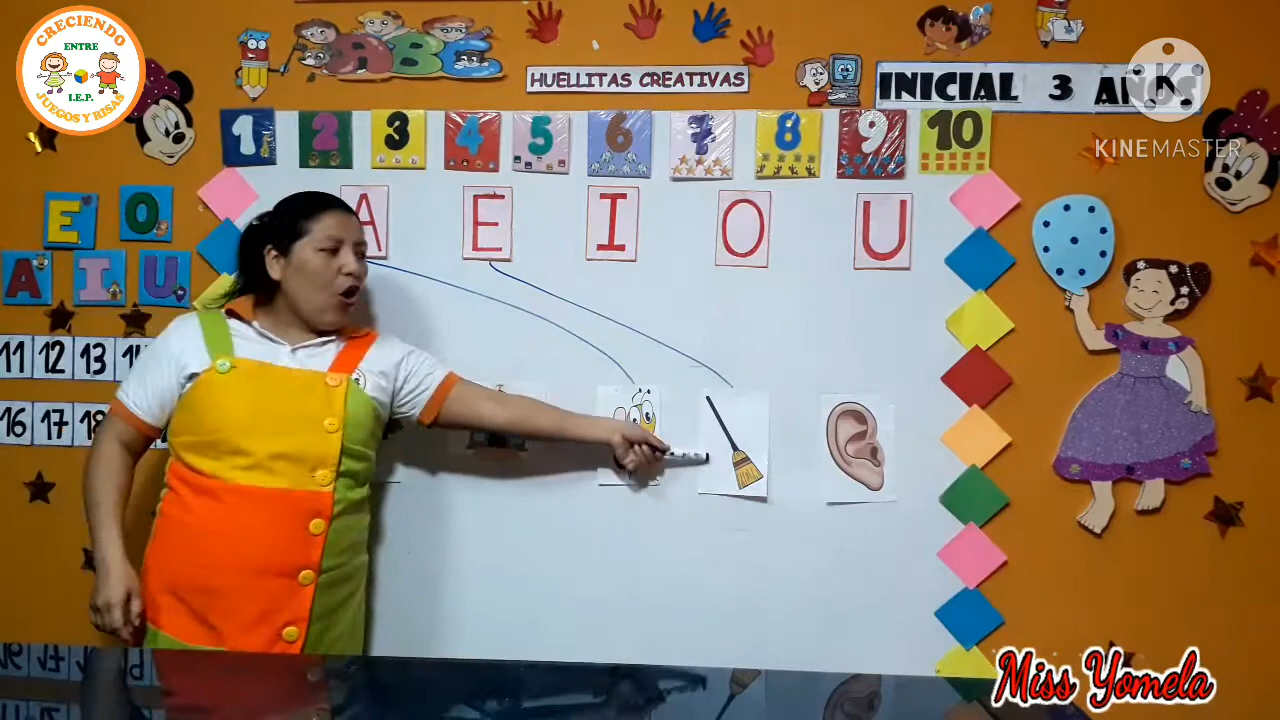 CRECIENDO
ENTRE
I.E.P.
JUEGOS Y RISAS
ABC
HUELLITAS CREATIVAS
INICIAL 3
KINEMASTER
1 2 3 4 5 6 7 8 9 10
A E I O U
E O
A I U
11 12 13
16 17 18
Miss Yomela